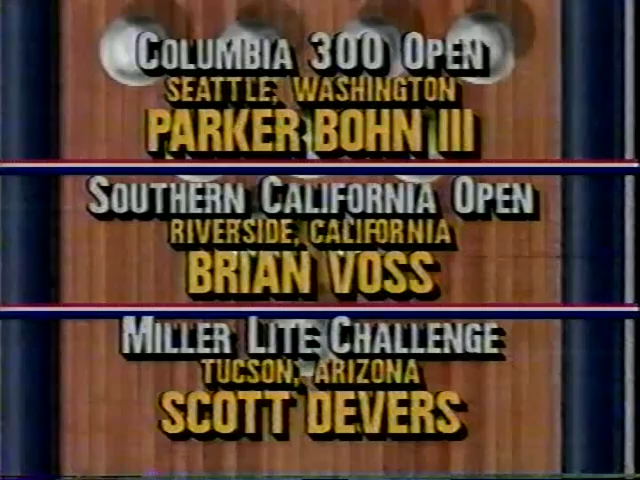 COLUMBIA 300 OPEN
SEATTLE, WASHINGTON
PARKER BOHN III
SOUTHERN CALIFORNIA OPEN
RIVERSIDE, CALIFORNIA
BRIAN VOSS
MILLER LITE CHALLENGE
TUCSON, ARIZONA
SCOTT DEVERS